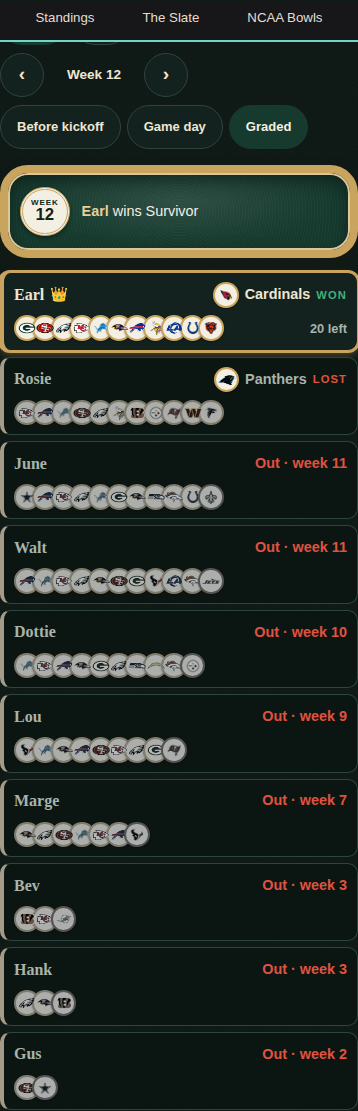 Standings The Slate NCAA Bowls
‹ Week 12 ›
Before kickoff Game day Graded
WEEK
12
Earl wins Survivor
Earl 👑 Cardinals WON
20 left
Rosie Panthers LOST
June Out · week 11
Walt Out · week 11
Dottie Out · week 10
Lou Out · week 9
Marge Out · week 7
Bev Out · week 3
Hank Out · week 3
Gus Out · week 2